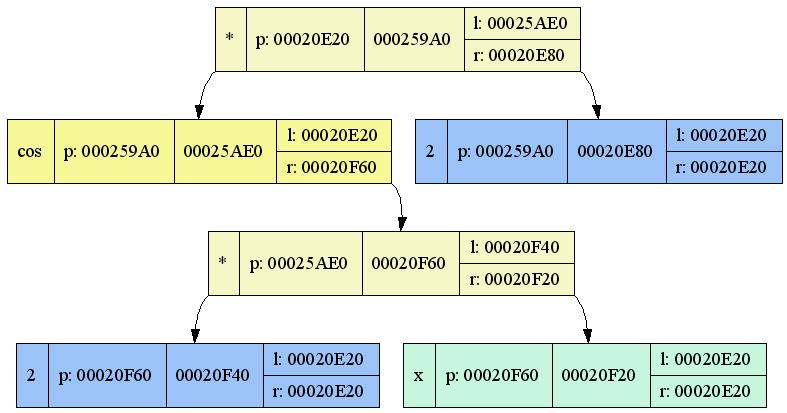 * p: 00020E20 000259A0 l: 00025AE0
r: 00020E80
cos p: 000259A0 00025AE0 l: 00020E20
r: 00020F60
2 p: 000259A0 00020E80 l: 00020E20
r: 00020E20
* p: 00025AE0 00020F60 l: 00020F40
r: 00020F20
2 p: 00020F60 00020F40 l: 00020E20
r: 00020E20
x p: 00020F60 00020F20 l: 00020E20
r: 00020E20